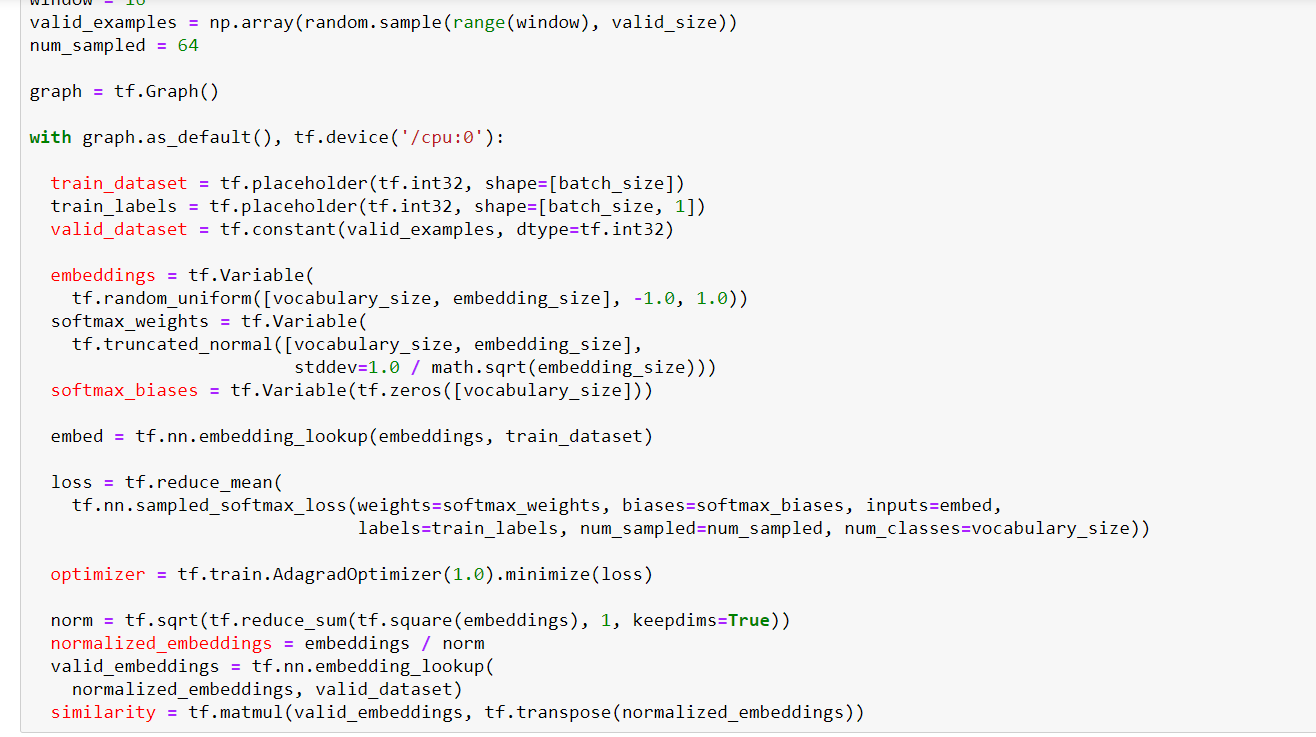 window = 16
valid_examples = np.array(random.sample(range(window), valid_size))
num_sampled = 64
graph = tf.Graph()
with graph.as_default(), tf.device('/cpu:0'):
train_dataset = tf.placeholder(tf.int32, shape=[batch_size])
train_labels = tf.placeholder(tf.int32, shape=[batch_size, 1])
valid_dataset = tf.constant(valid_examples, dtype=tf.int32)
embeddings = tf.Variable(
tf.random_uniform([vocabulary_size, embedding_size], -1.0, 1.0))
softmax_weights = tf.Variable(
tf.truncated_normal([vocabulary_size, embedding_size],
stddev=1.0 / math.sqrt(embedding_size)))
softmax_biases = tf.Variable(tf.zeros([vocabulary_size]))
embed = tf.nn.embedding_lookup(embeddings, train_dataset)
loss = tf.reduce_mean(
tf.nn.sampled_softmax_loss(weights=softmax_weights, biases=softmax_biases, inputs=embed,
labels=train_labels, num_sampled=num_sampled, num_classes=vocabulary_size))
optimizer = tf.train.AdagradOptimizer(1.0).minimize(loss)
norm = tf.sqrt(tf.reduce_sum(tf.square(embeddings), 1, keepdims=True))
normalized_embeddings = embeddings / norm
valid_embeddings = tf.nn.embedding_lookup(
normalized_embeddings, valid_dataset)
similarity = tf.matmul(valid_embeddings, tf.transpose(normalized_embeddings))